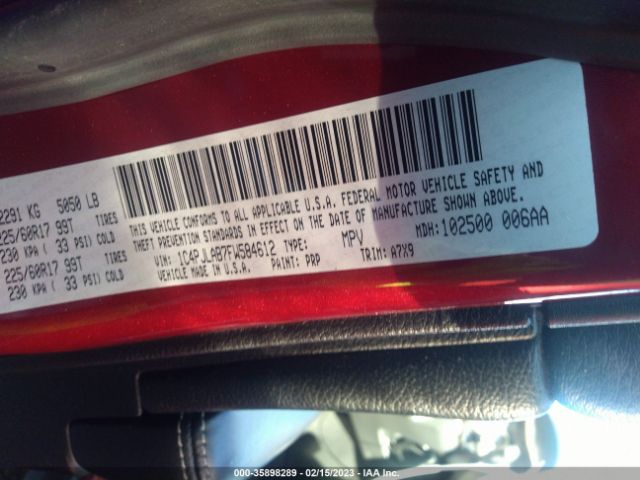 2291 KG 5050 LB
225/60R17 99T TIRES
230 KPA ( 33 PSI) COLD
225/60R17 99T TIRES
230 KPA ( 33 PSI) COLD
THIS VEHICLE CONFORMS TO ALL APPLICABLE U.S.A. FEDERAL MOTOR VEHICLE SAFETY AND
THEFT PREVENTION STANDARDS IN EFFECT ON THE DATE OF MANUFACTURE SHOWN ABOVE.
VIN: 1C4PJLAB7FW584612 TYPE: MPV MDH:102500 006AA
VEHICLE MADE IN U.S.A. PAINT: PRP TRIM: A7X9
000-35898289 - 02/15/2023 - IAA Inc.